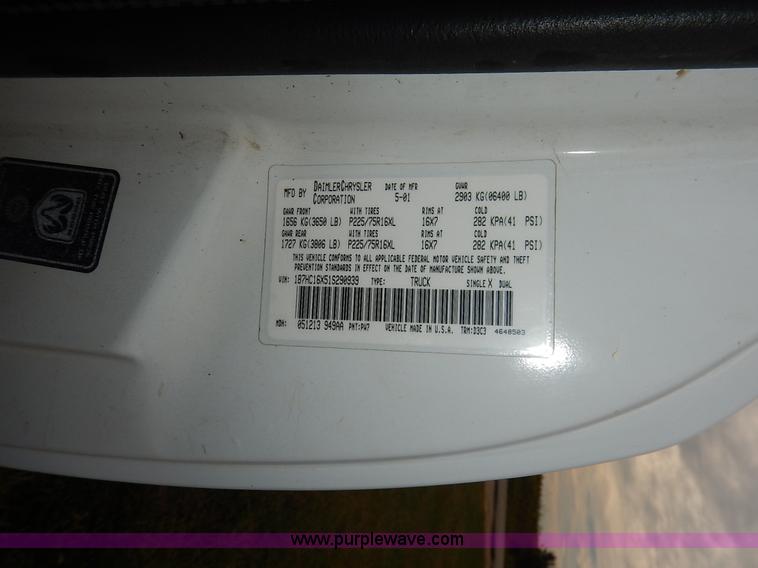 MFD BY DAIMLERCHRYSLER CORPORATION DATE OF MFR 5-01 GVWR 2903 KG(06400 LB)
GAWR FRONT WITH TIRES RIMS AT COLD
1656 KG(3650 LB) P225/75R16XL 16X7 282 KPA(41 PSI)
GAWR REAR WITH TIRES RIMS AT COLD
1727 KG(3806 LB) P225/75R16XL 16X7 282 KPA(41 PSI)
THIS VEHICLE CONFORMS TO ALL APPLICABLE FEDERAL MOTOR VEHICLE SAFETY AND THEFT
PREVENTION STANDARDS IN EFFECT ON THE DATE OF MANUFACTURE SHOWN ABOVE.
VIN: 1B7HC16X51S290939 TYPE: TRUCK SINGLE X DUAL
MDH: 051213 949AA PNT:PW7 VEHICLE MADE IN U.S.A. TRM:D3C3 4648503
www.purplewave.com